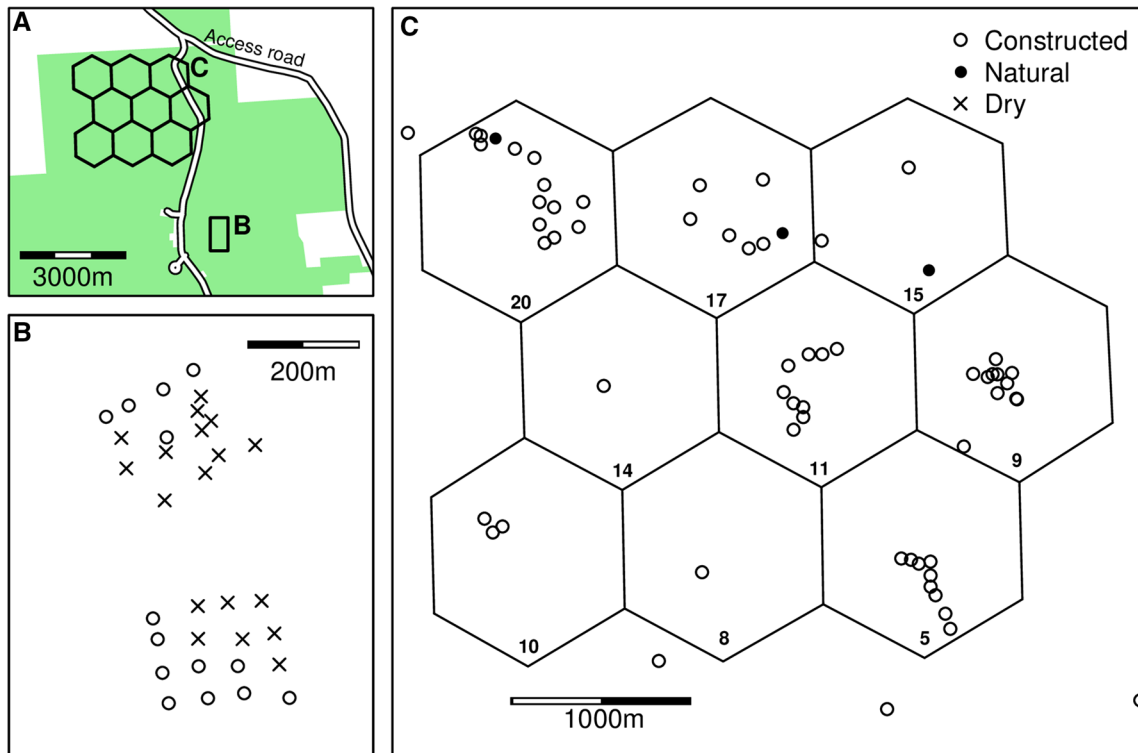 A
Access road
C
B
3000m
B
200m
C
Constructed
Natural
Dry
20
17
15
14
11
9
10
8
5
1000m